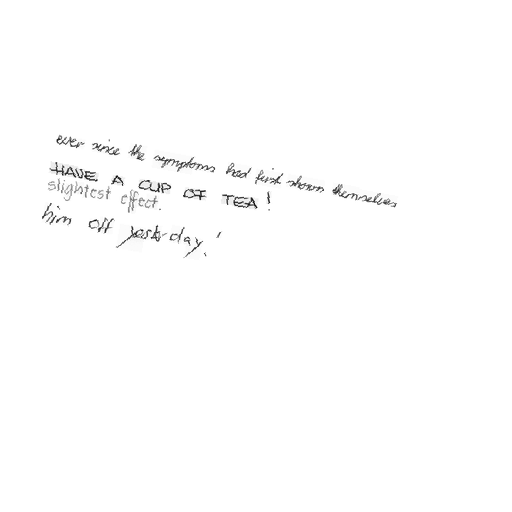 ever since the symptoms had first shown themselves
HAVE A CUP OF TEA!
slightest effect.
him off yesterday.'